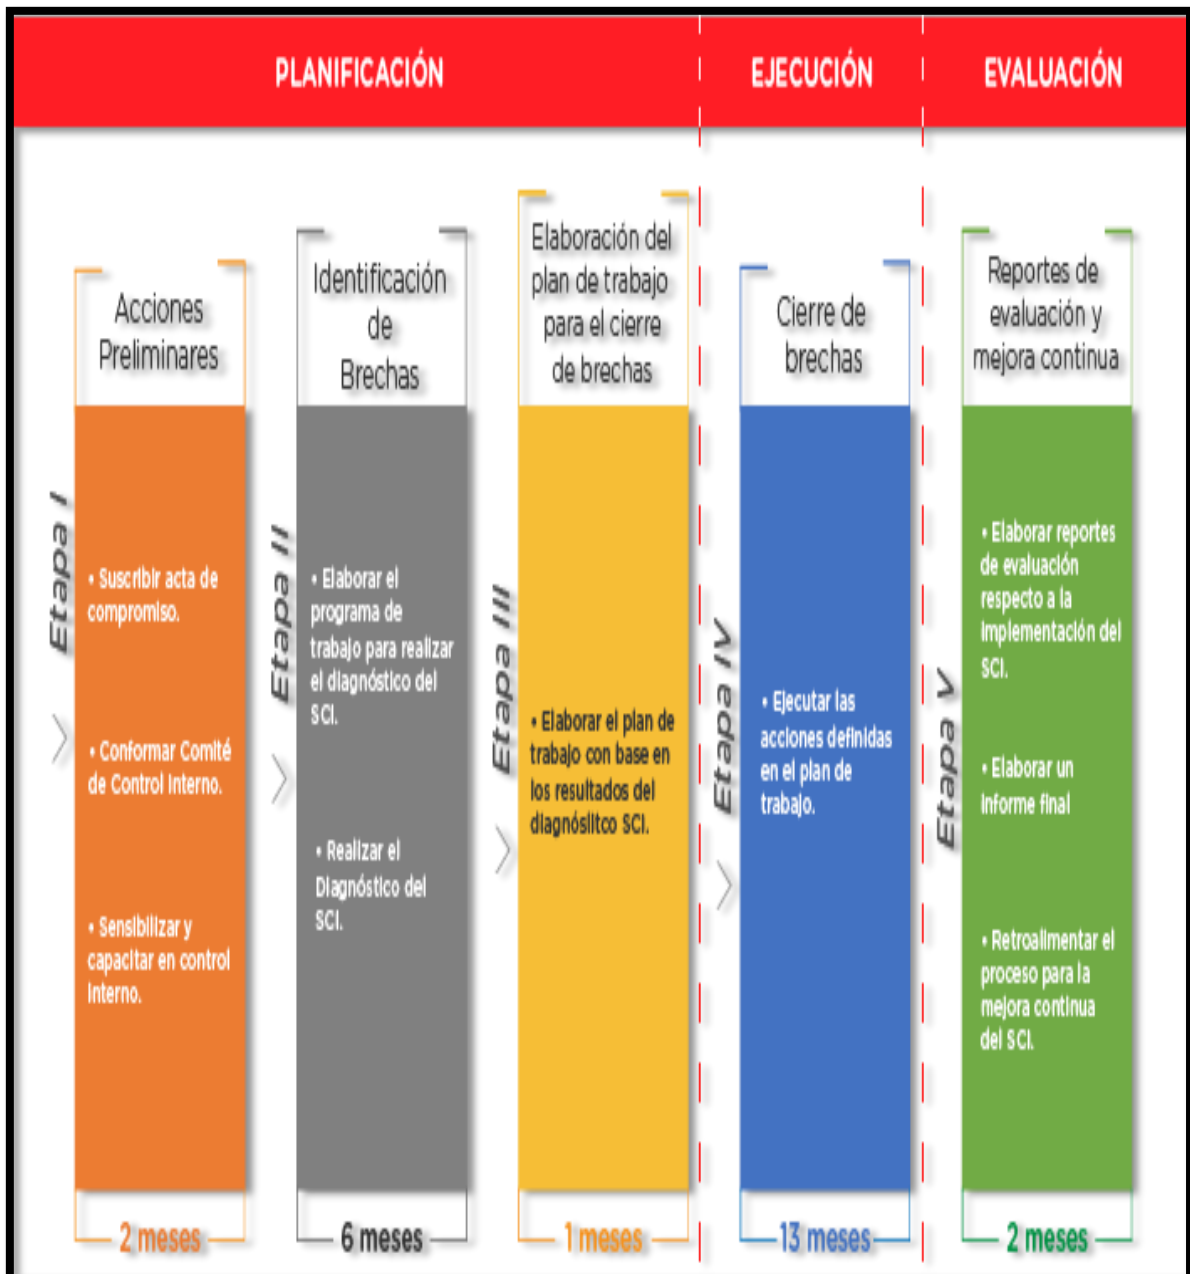 PLANIFICACIÓN
EJECUCIÓN
EVALUACIÓN
Etapa I
Acciones
Preliminares
• Suscribir acta de
compromiso.
• Conformar Comité
de Control Interno.
• Sensibilizar y
capacitar en control
Interno.
2 meses
Etapa II
Identificación
de
Brechas
• Elaborar el
programa de
trabajo para realizar
el diagnóstico del
SCI.
• Realizar el
Diagnóstico del
SCI.
6 meses
Etapa III
Elaboración del
plan de trabajo
para el cierre
de brechas
• Elaborar el plan de
trabajo con base en
los resultados del
diagnósiitco SCI.
1 meses
Etapa IV
Cierre de
brechas
• Ejecutar las
acciones definidas
en el plan de
trabajo.
13 meses
Etapa V
Reportes de
evaluación y
mejora continua
• Elaborar reportes
de evaluación
respecto a la
Implementación del
SCI.
• Elaborar un
Informe final
• Retroalimentar el
proceso para la
mejora continua
del SCI.
2 meses